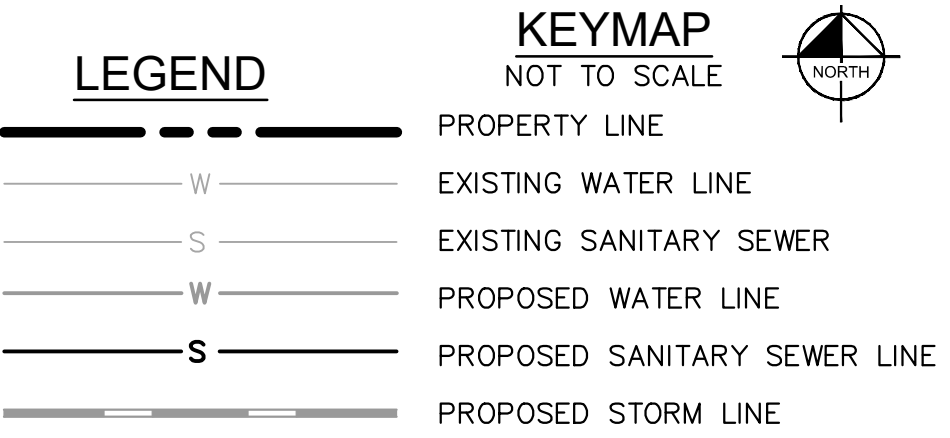 KEYMAP
NOT TO SCALE
NORTH
LEGEND
PROPERTY LINE
W EXISTING WATER LINE
S EXISTING SANITARY SEWER
W PROPOSED WATER LINE
S PROPOSED SANITARY SEWER LINE
PROPOSED STORM LINE